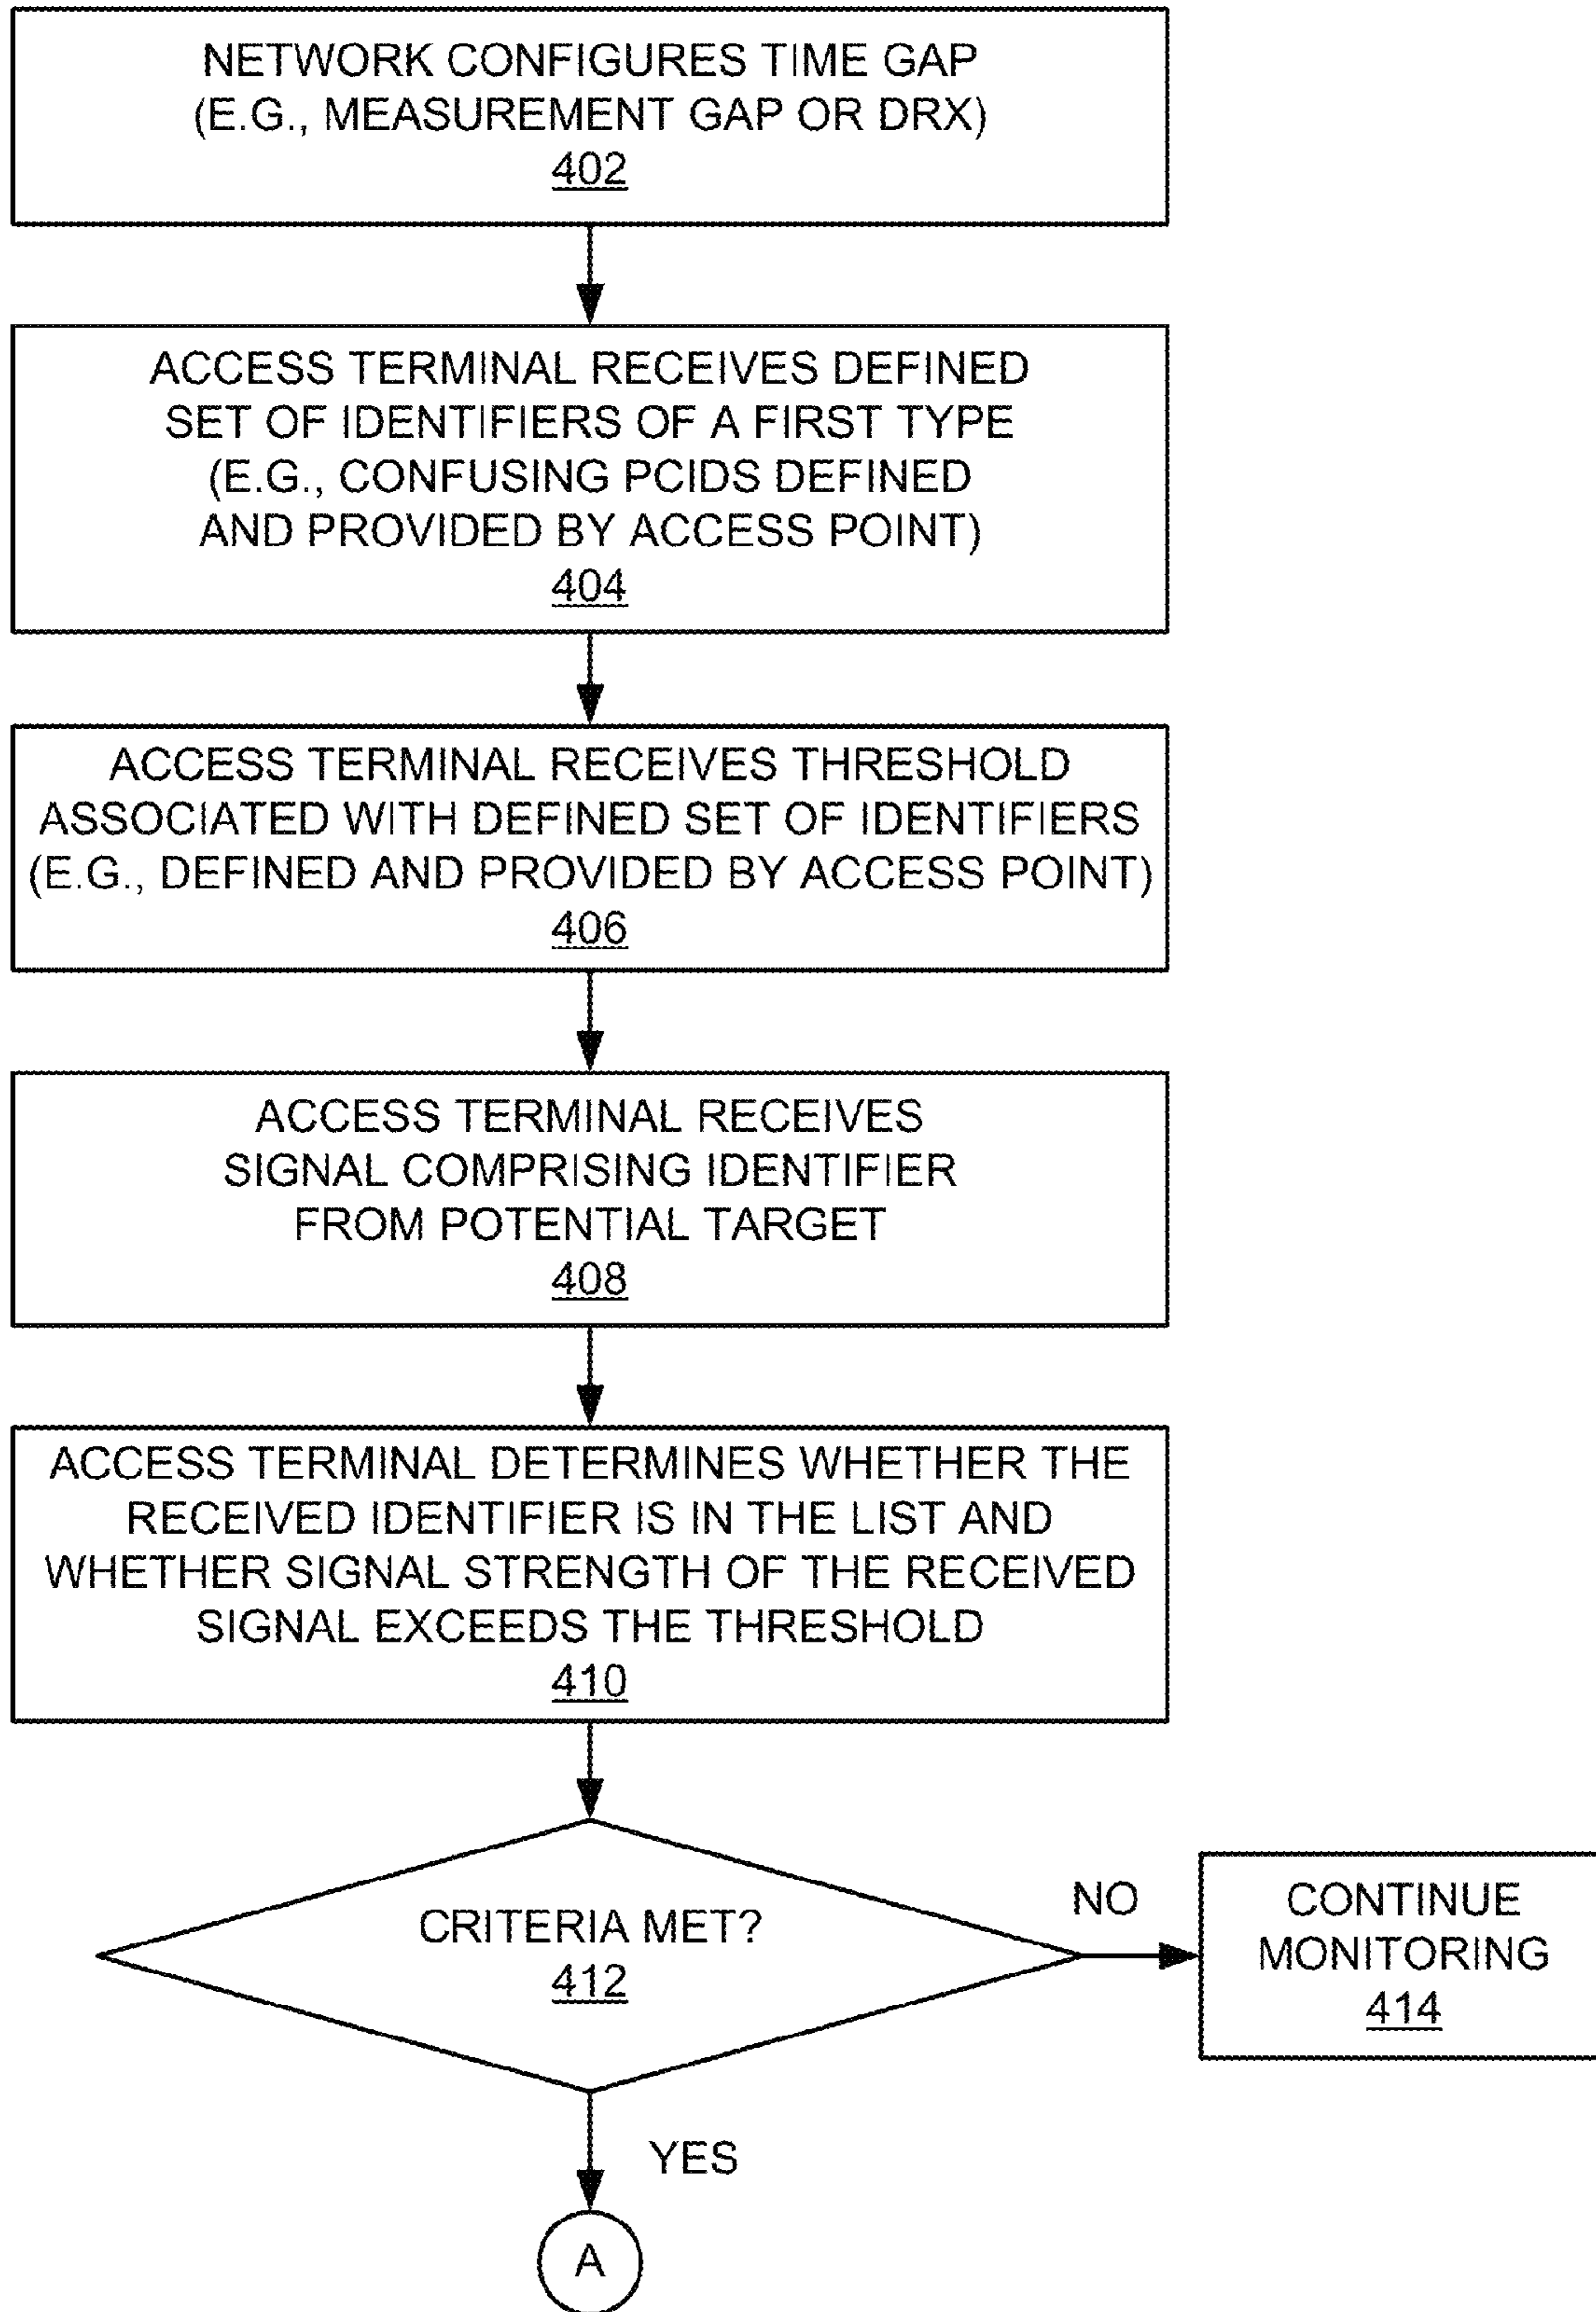 NETWORK CONFIGURES TIME GAP
(E.G., MEASUREMENT GAP OR DRX)
402
ACCESS TERMINAL RECEIVES DEFINED
SET OF IDENTIFIERS OF A FIRST TYPE
(E.G., CONFUSING PCIDS DEFINED
AND PROVIDED BY ACCESS POINT)
404
ACCESS TERMINAL RECEIVES THRESHOLD
ASSOCIATED WITH DEFINED SET OF IDENTIFIERS
(E.G., DEFINED AND PROVIDED BY ACCESS POINT)
406
ACCESS TERMINAL RECEIVES
SIGNAL COMPRISING IDENTIFIER
FROM POTENTIAL TARGET
408
ACCESS TERMINAL DETERMINES WHETHER THE
RECEIVED IDENTIFIER IS IN THE LIST AND
WHETHER SIGNAL STRENGTH OF THE RECEIVED
SIGNAL EXCEEDS THE THRESHOLD
410
CRITERIA MET?
412
NO
CONTINUE
MONITORING
414
YES
A